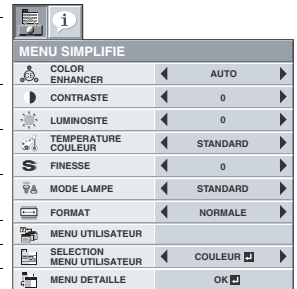 MENU SIMPLIFIE
COLOR ENHANCER AUTO
CONTRASTE 0
LUMINOSITE 0
TEMPERATURE COULEUR STANDARD
FINESSE 0
MODE LAMPE STANDARD
FORMAT NORMALE
MENU UTILISATEUR
SELECTION MENU UTILISATEUR COULEUR
MENU DETAILLE OK